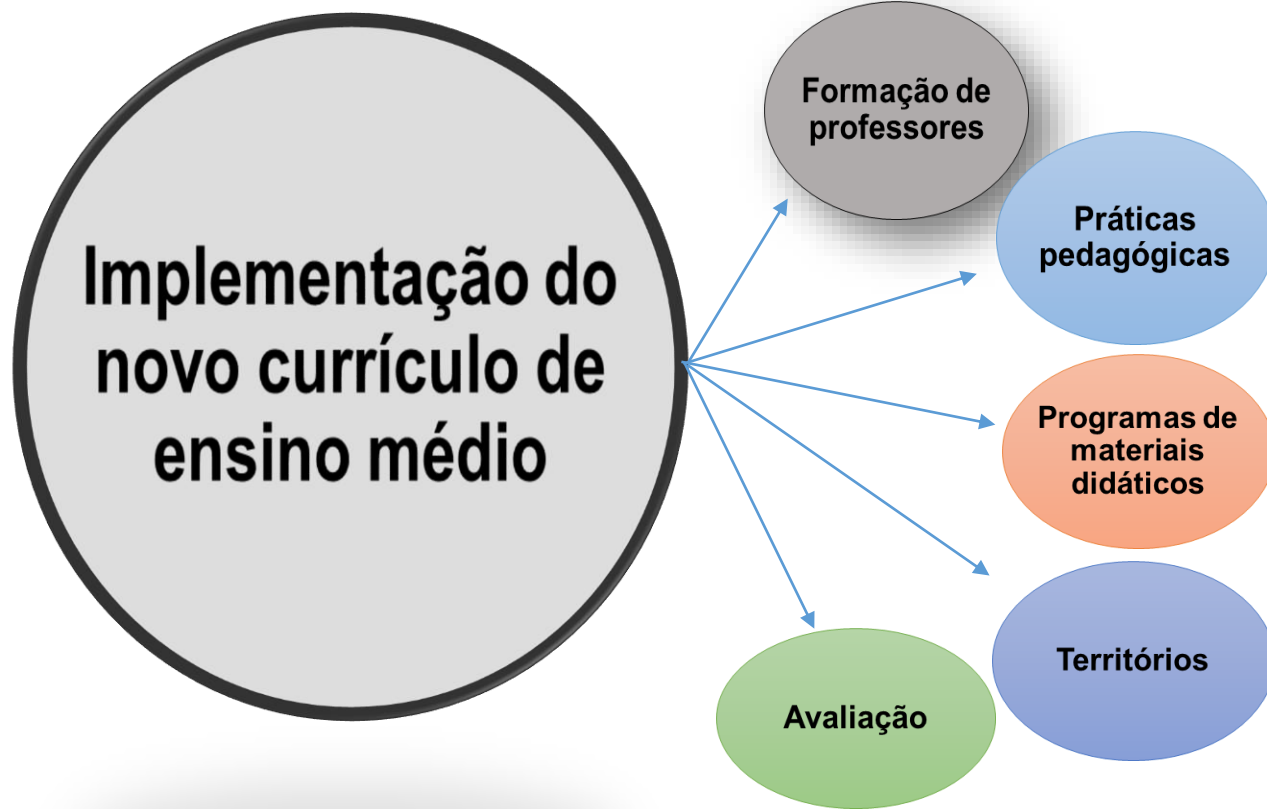 Implementação do
novo currículo de
ensino médio
Formação de
professores
Práticas
pedagógicas
Programas de
materiais
didáticos
Territórios
Avaliação